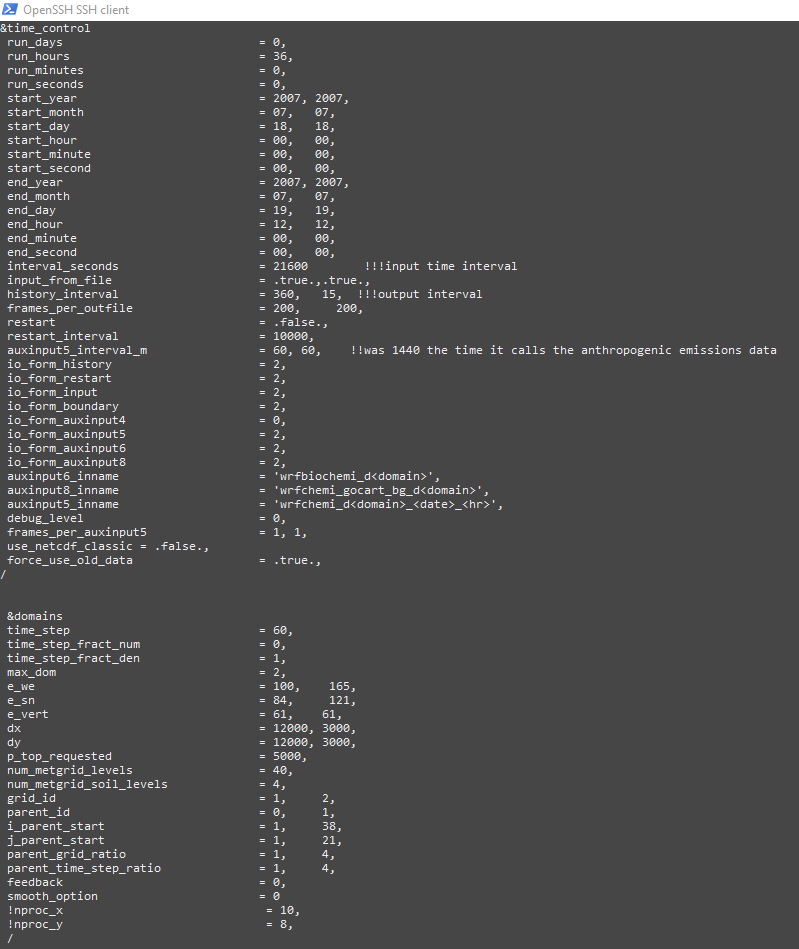 OpenSSH SSH client
&time_control
run_days = 0,
run_hours = 36,
run_minutes = 0,
run_seconds = 0,
start_year = 2007, 2007,
start_month = 07, 07,
start_day = 18, 18,
start_hour = 00, 00,
start_minute = 00, 00,
start_second = 00, 00,
end_year = 2007, 2007,
end_month = 07, 07,
end_day = 19, 19,
end_hour = 12, 12,
end_minute = 00, 00,
end_second = 00, 00,
interval_seconds = 21600 !!!input time interval
input_from_file = .true.,.true.,
history_interval = 360, 15, !!!output interval
frames_per_outfile = 200, 200,
restart = .false.,
restart_interval = 10000,
auxinput5_interval_m = 60, 60, !!was 1440 the time it calls the anthropogenic emissions data
io_form_history = 2,
io_form_restart = 2,
io_form_input = 2,
io_form_boundary = 2,
io_form_auxinput4 = 0,
io_form_auxinput5 = 2,
io_form_auxinput6 = 2,
io_form_auxinput8 = 2,
auxinput6_inname = 'wrfbiochemi_d<domain>',
auxinput8_inname = 'wrfchemi_gocart_bg_d<domain>',
auxinput5_inname = 'wrfchemi_d<domain>_<date>_<hr>',
debug_level = 0,
frames_per_auxinput5 = 1, 1,
use_netcdf_classic = .false.,
force_use_old_data = .true.,
/
&domains
time_step = 60,
time_step_fract_num = 0,
time_step_fract_den = 1,
max_dom = 2,
e_we = 100, 165,
e_sn = 84, 121,
e_vert = 61, 61,
dx = 12000, 3000,
dy = 12000, 3000,
p_top_requested = 5000,
num_metgrid_levels = 40,
num_metgrid_soil_levels = 4,
grid_id = 1, 2,
parent_id = 0, 1,
i_parent_start = 1, 38,
j_parent_start = 1, 21,
parent_grid_ratio = 1, 4,
parent_time_step_ratio = 1, 4,
feedback = 0,
smooth_option = 0
!nproc_x = 10,
!nproc_y = 8,
/